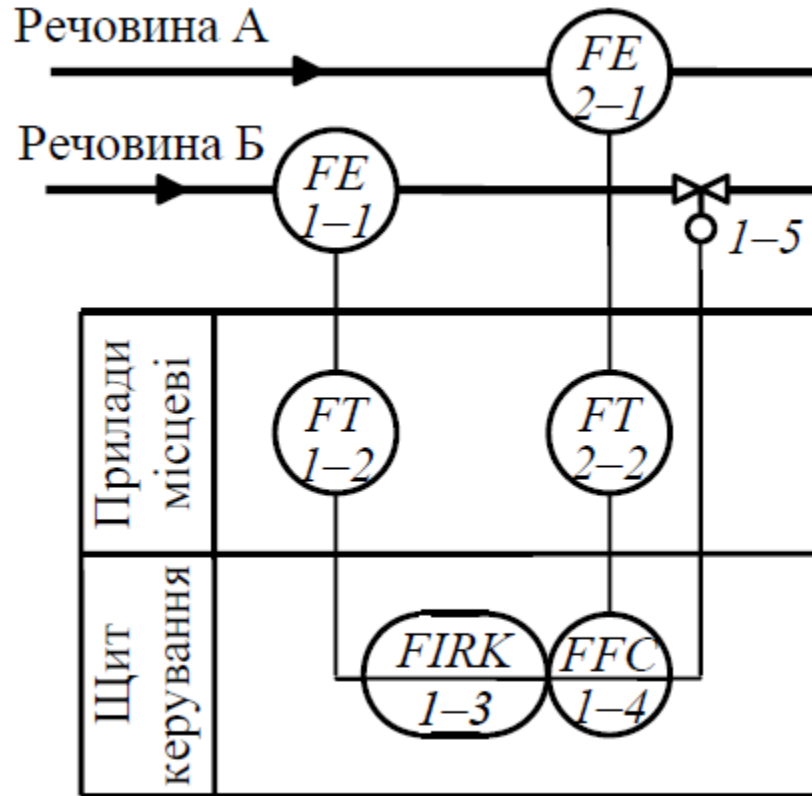 Речовина А
FE
2–1
Речовина Б
FE
1–1
1–5
Прилади
місцеві
FT
1–2
FT
2–2
Щит
керування
FIRK
1–3
FFC
1–4